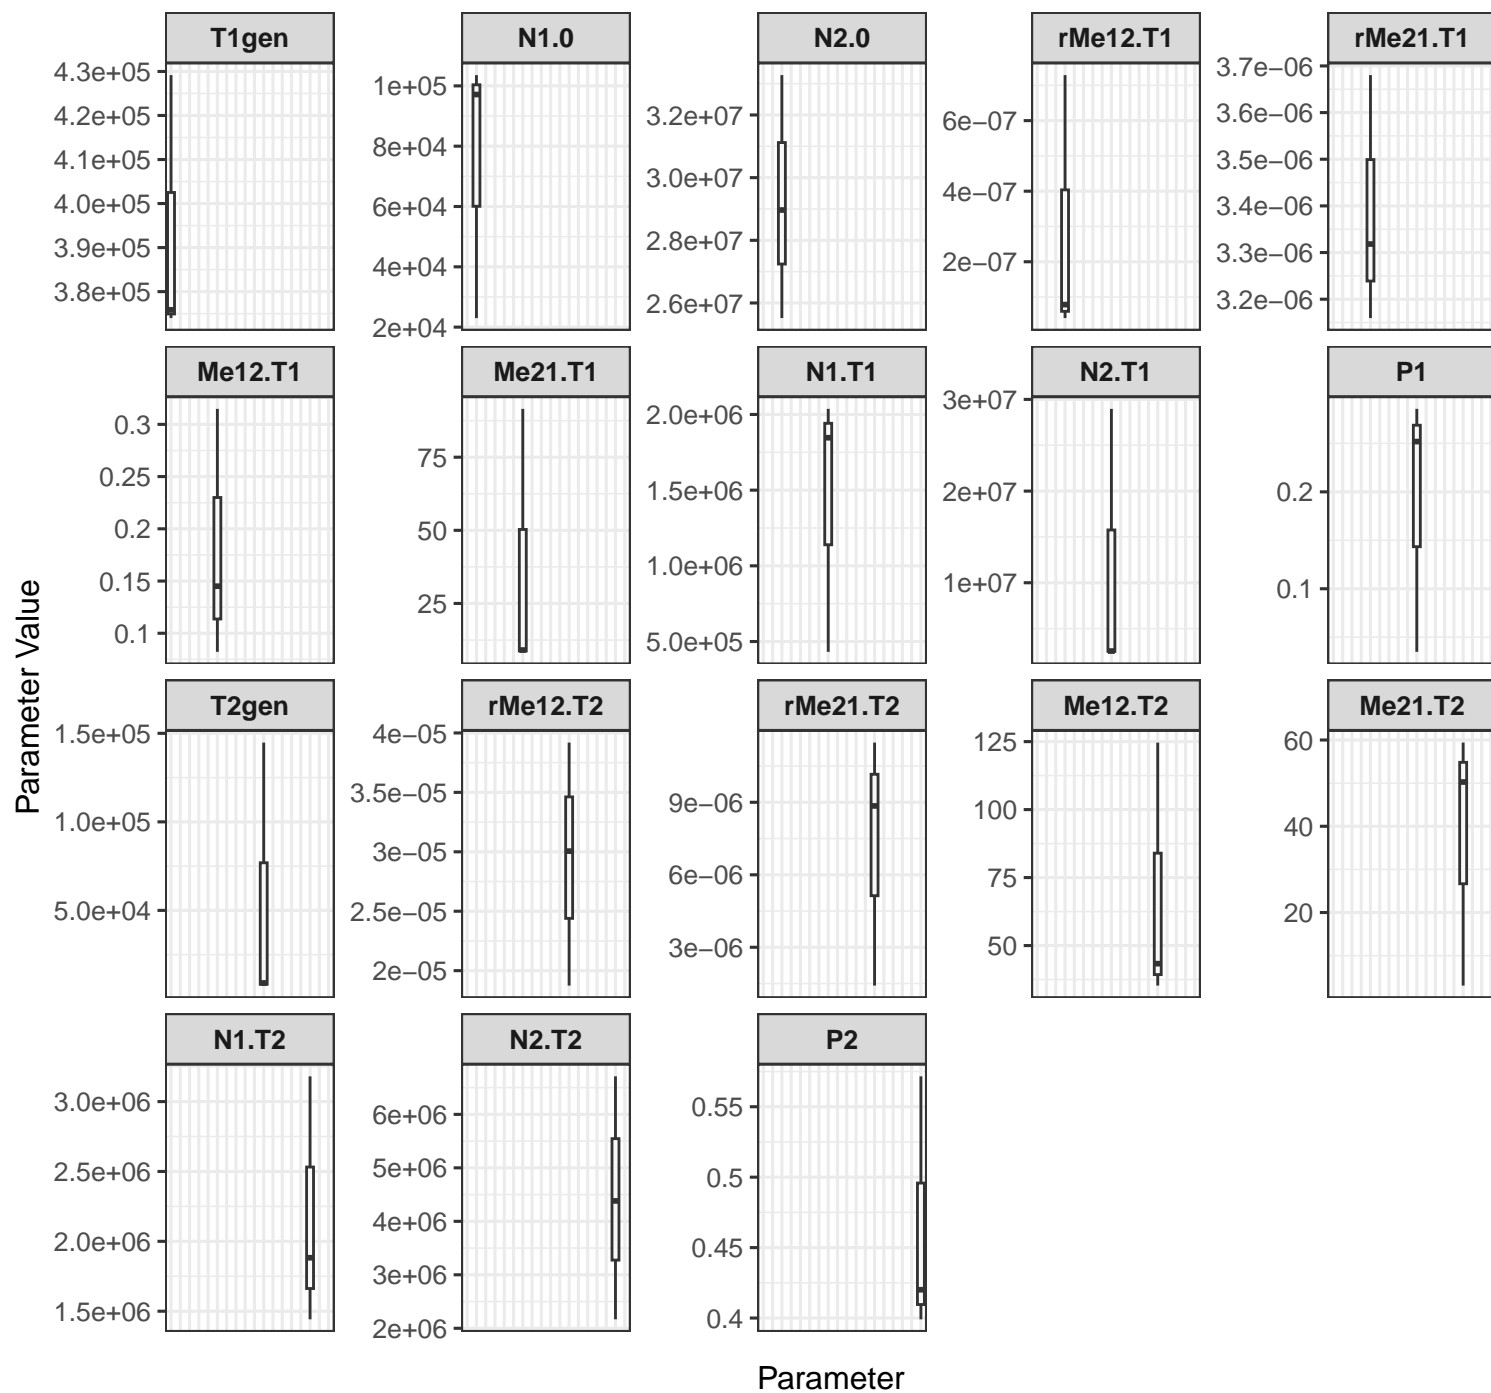 T1gen N1.0 N2.0 rMe12.T1 rMe21.T1
4.3e+05
4.2e+05
4.1e+05
4.0e+05
3.9e+05
3.8e+05
1e+05
8e+04
6e+04
4e+04
2e+04
3.2e+07
3.0e+07
2.8e+07
2.6e+07
6e−07
4e−07
2e−07
3.7e−06
3.6e−06
3.5e−06
3.4e−06
3.3e−06
3.2e−06
Me12.T1 Me21.T1 N1.T1 N2.T1 P1
0.3
0.25
0.2
0.15
0.1
75
50
25
2.0e+06
1.5e+06
1.0e+06
5.0e+05
3e+07
2e+07
1e+07
0.2
0.1
Parameter Value
T2gen rMe12.T2 rMe21.T2 Me12.T2 Me21.T2
1.5e+05
1.0e+05
5.0e+04
4e−05
3.5e−05
3e−05
2.5e−05
2e−05
9e−06
6e−06
3e−06
125
100
75
50
60
40
20
N1.T2 N2.T2 P2
3.0e+06
2.5e+06
2.0e+06
1.5e+06
6e+06
5e+06
4e+06
3e+06
2e+06
0.55
0.5
0.45
0.4
Parameter